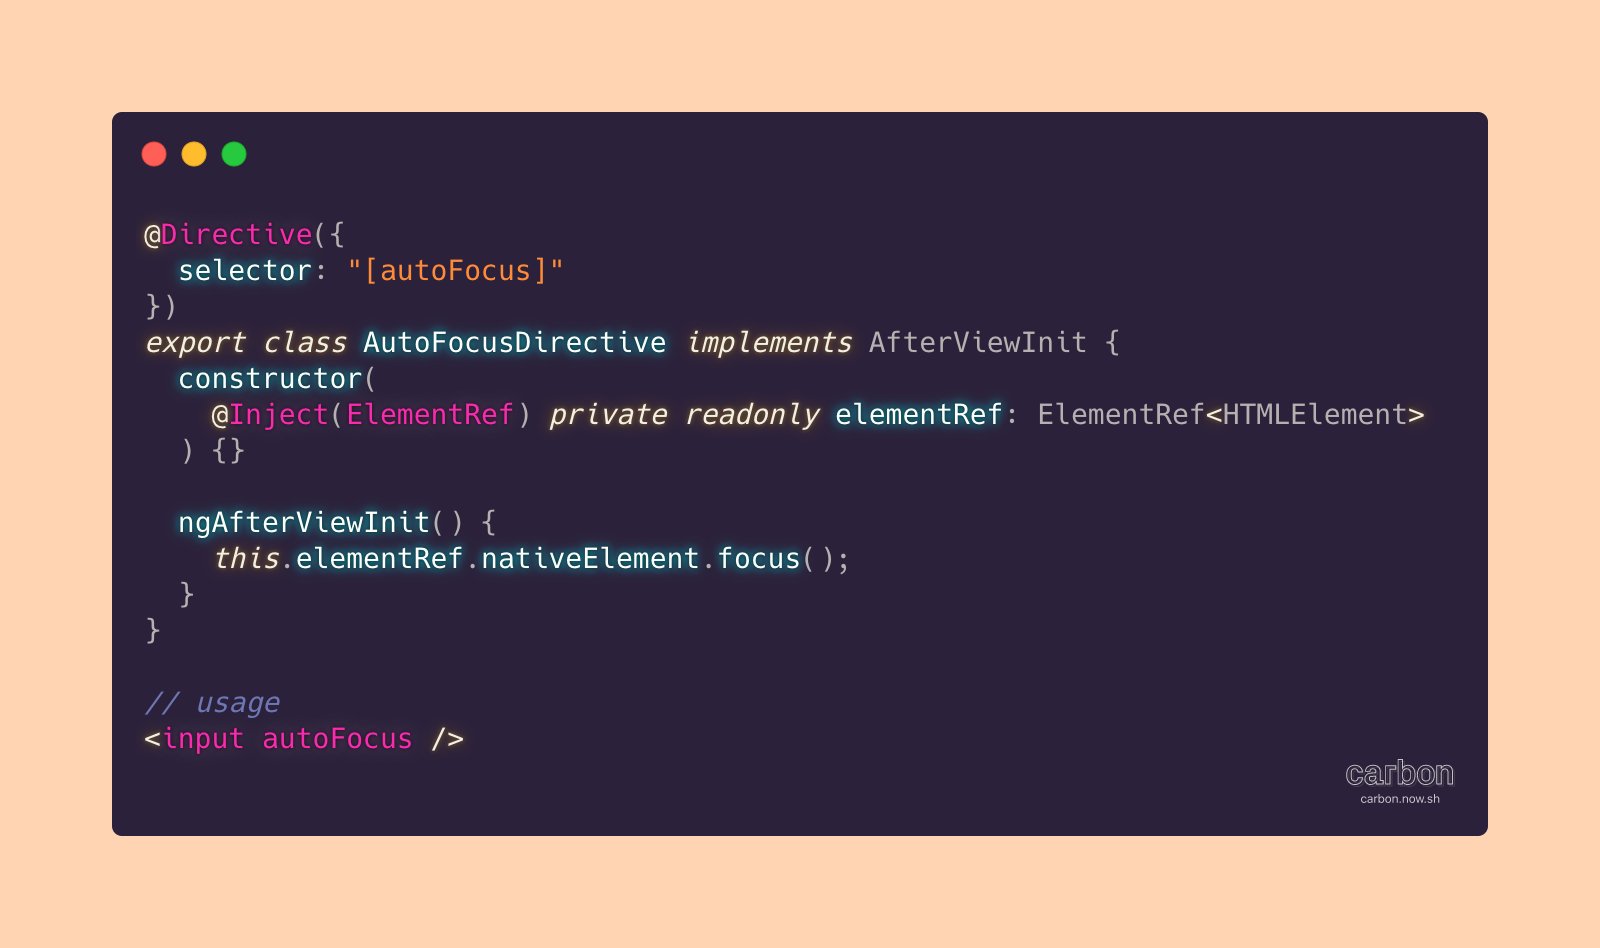 @Directive({
  selector: "[autoFocus]"
})
export class AutoFocusDirective implements AfterViewInit {
  constructor(
    @Inject(ElementRef) private readonly elementRef: ElementRef<HTMLElement>
  ) {}

  ngAfterViewInit() {
    this.elementRef.nativeElement.focus();
  }
}

// usage
<input autoFocus />
carbon
carbon.now.sh